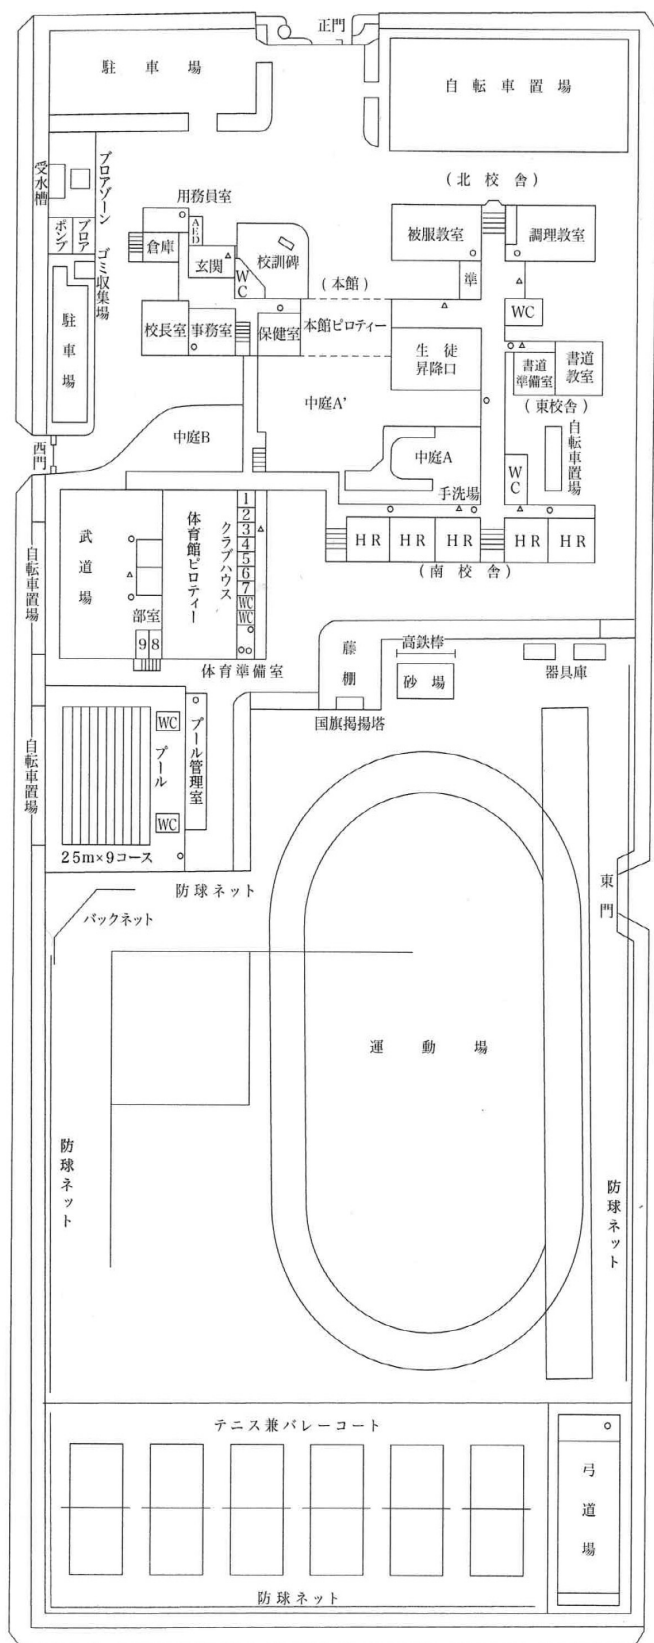 正門
駐車場
自転車置場
受水槽
ブロアゾーン
ポンプ
ブロア
ゴミ収集場
駐車場
(北校舎)
用務員室
AED
倉庫
玄関
WC
校訓碑
被服教室
調理教室
準
WC
(本館)
校長室
事務室
保健室
本館ピロティー
生徒
昇降口
書道
準備室
書道
教室
(東校舎)
自転車置場
中庭A'
中庭B
中庭A
手洗場
WC
西門
HR
HR
HR
HR
HR
(南校舎)
自転車置場
武道場
部室
9
8
体育館ピロティー
クラブハウス
1
2
3
4
5
6
7
WC
WC
体育準備室
藤棚
国旗掲揚塔
高鉄棒
砂場
器具庫
自転車置場
WC
プール
WC
プール管理室
25m×9コース
防球ネット
バックネット
東門
運動場
防球ネット
防球ネット
テニス兼バレーコート
弓道場
防球ネット